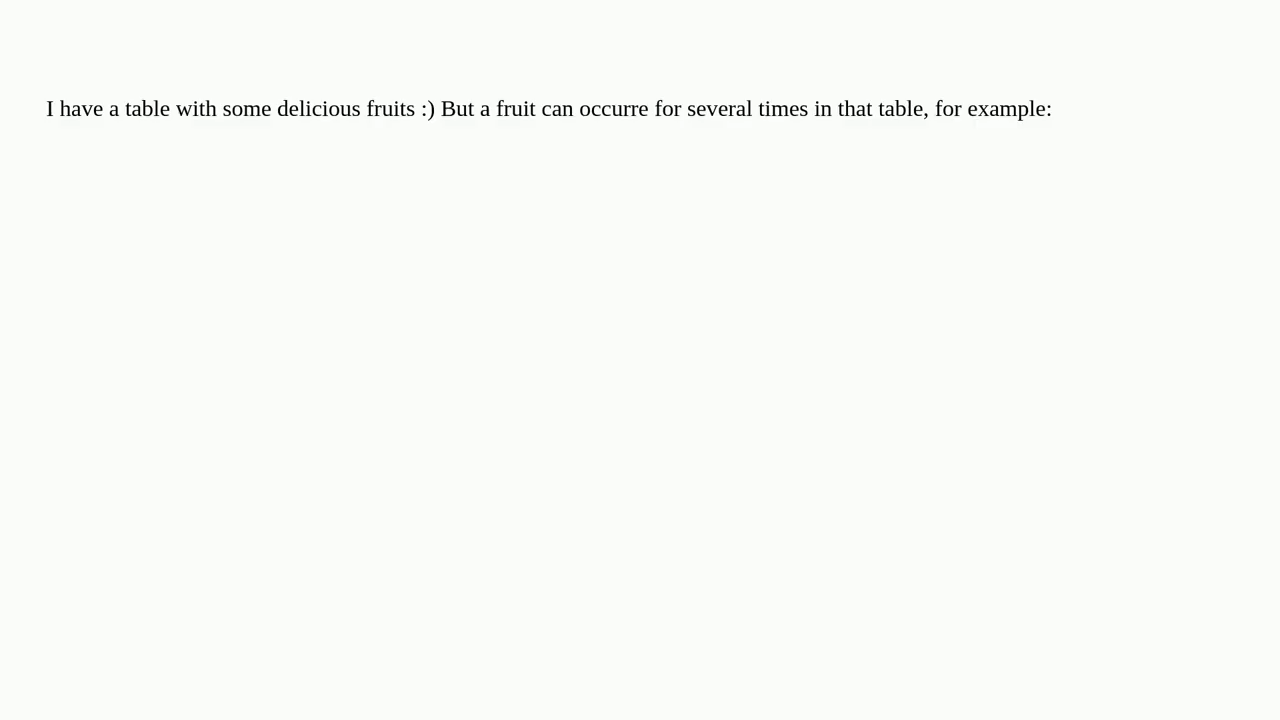 I have a table with some delicious fruits :) But a fruit can occurre for several times in that table, for example: